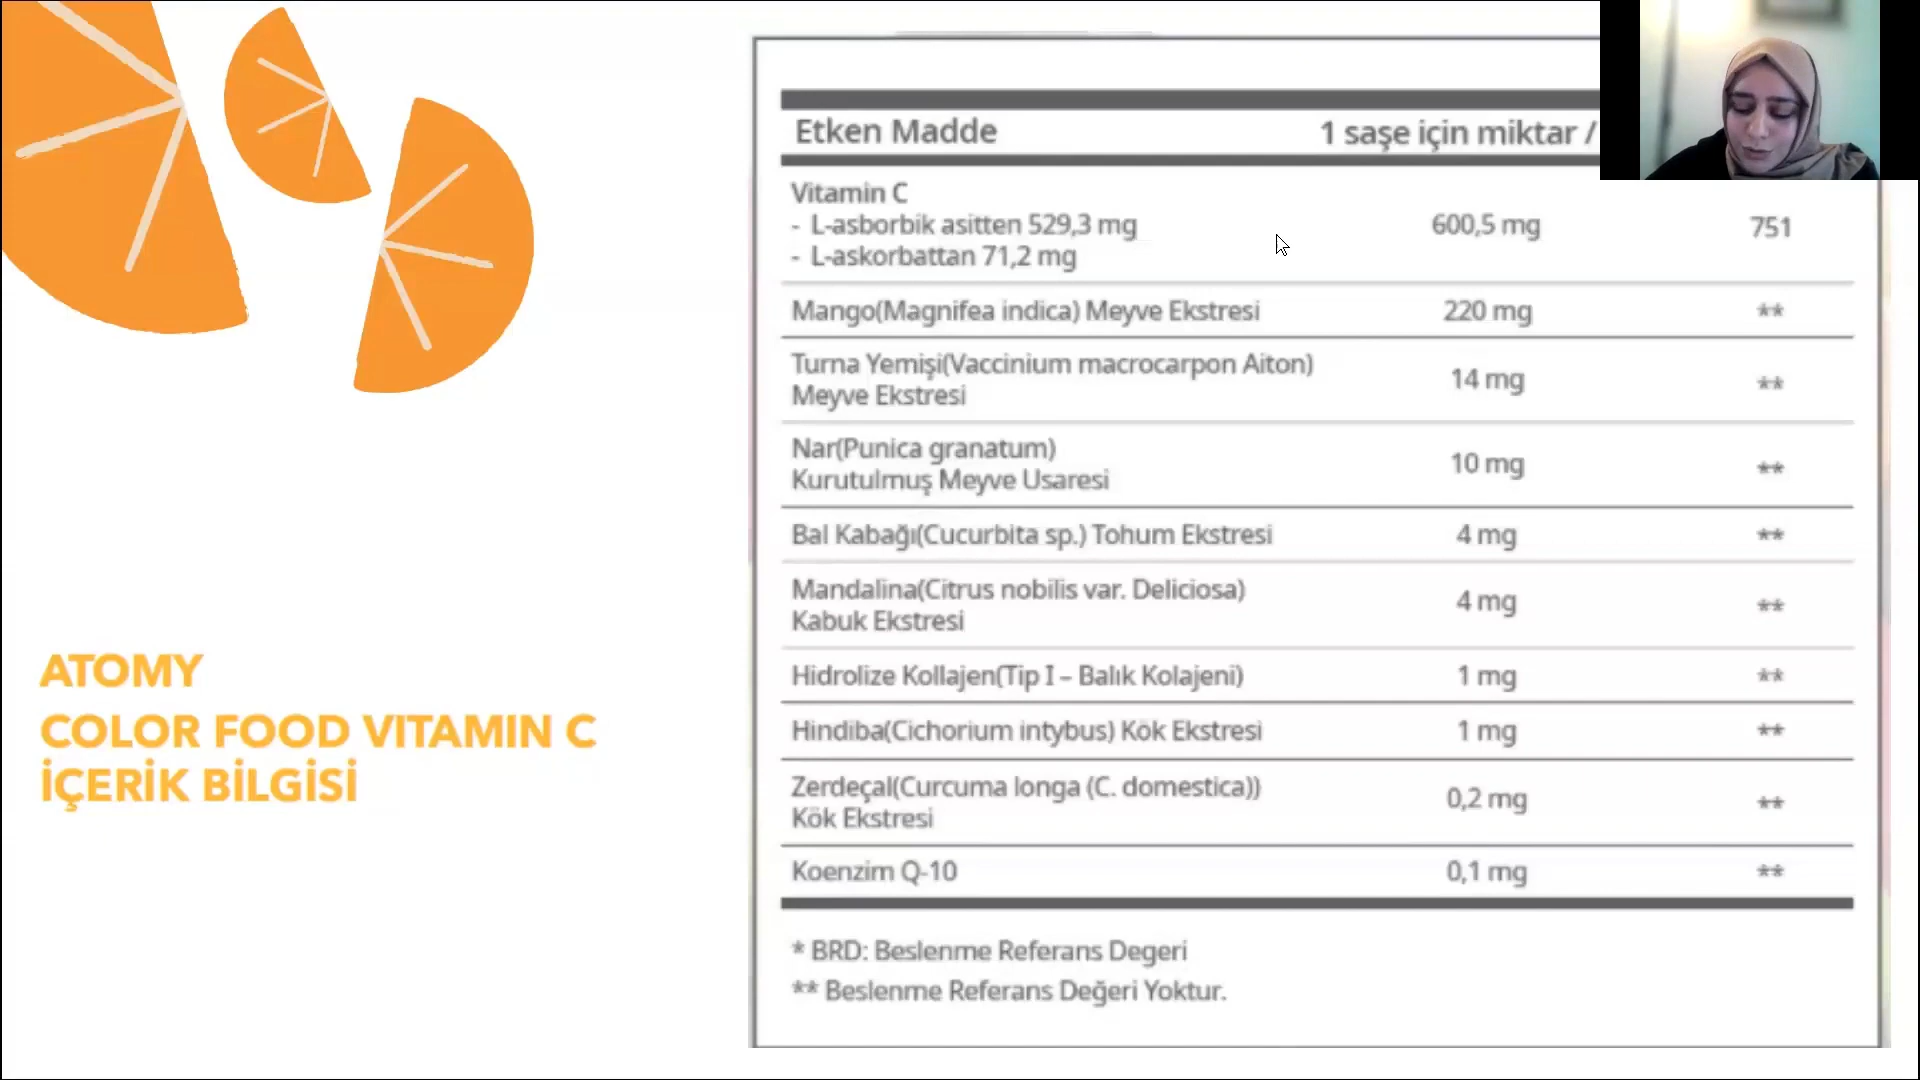 Etken Madde 1 saşe için miktar /
Vitamin C
- L-asborbik asitten 529,3 mg 600,5 mg 751
- L-askorbattan 71,2 mg
Mango(Magnifea indica) Meyve Ekstresi 220 mg **
Turna Yemişi(Vaccinium macrocarpon Aiton)
Meyve Ekstresi 14 mg **
Nar(Punica granatum)
Kurutulmuş Meyve Usaresi 10 mg **
Bal Kabağı(Cucurbita sp.) Tohum Ekstresi 4 mg **
Mandalina(Citrus nobilis var. Deliciosa)
Kabuk Ekstresi 4 mg **
Hidrolize Kollajen(Tip I – Balık Kolajeni) 1 mg **
Hindiba(Cichorium intybus) Kök Ekstresi 1 mg **
Zerdeçal(Curcuma longa (C. domestica))
Kök Ekstresi 0,2 mg **
Koenzim Q-10 0,1 mg **
* BRD: Beslenme Referans Degeri
** Beslenme Referans Değeri Yoktur.
ATOMY
COLOR FOOD VITAMIN C
İÇERİK BİLGİSİ